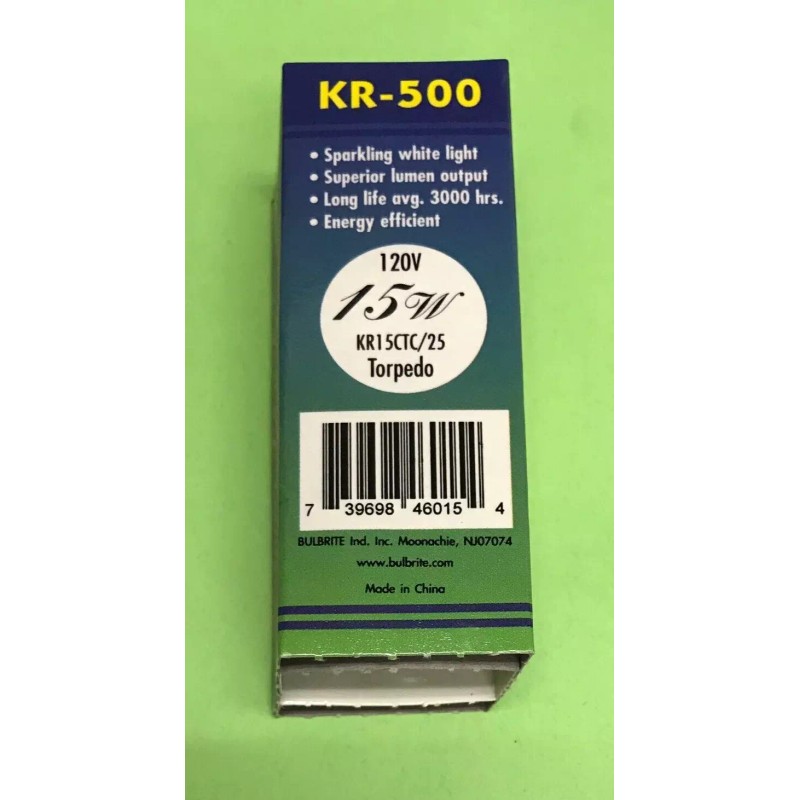 KR-500
• Sparkling white light
• Superior lumen output
• Long life avg. 3000 hrs.
• Energy efficient
120V
15W
KR15CTC/25
Torpedo
7 39698 46015 4
BULBRITE Ind. Inc. Moonachie, NJ07074
www.bulbrite.com
Made in China